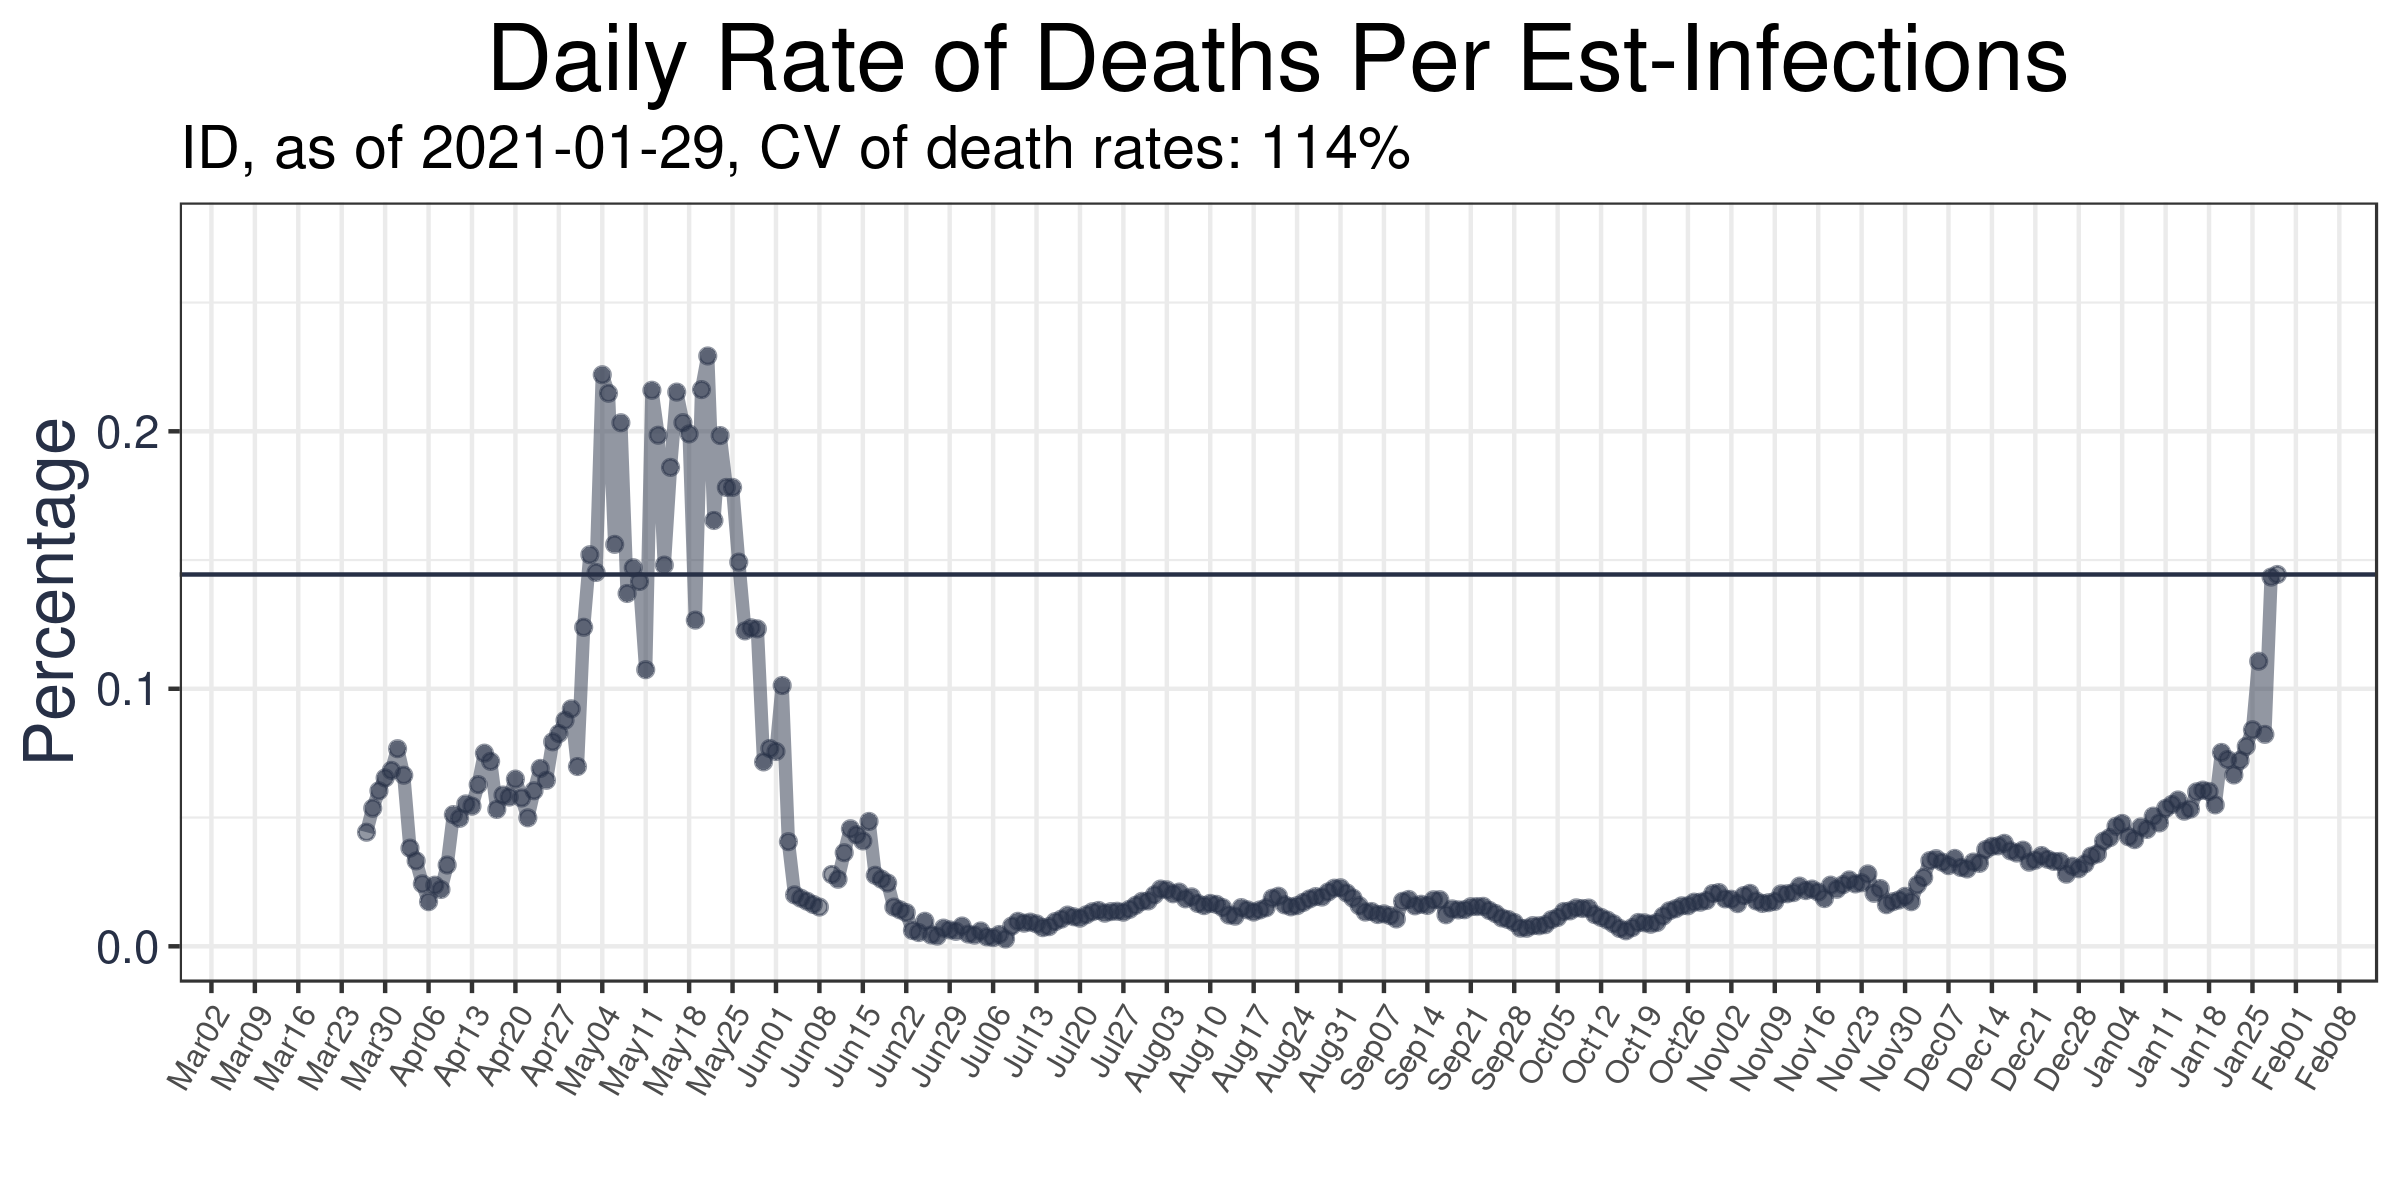 Daily Rate of Deaths Per Est-Infections
ID, as of 2021-01-29, CV of death rates: 114%
Percentage
0.2
0.1
0.0
Mar02
Mar09
Mar16
Mar23
Mar30
Apr06
Apr13
Apr20
Apr27
May04
May11
May18
May25
Jun01
Jun08
Jun15
Jun22
Jun29
Jul06
Jul13
Jul20
Jul27
Aug03
Aug10
Aug17
Aug24
Aug31
Sep07
Sep14
Sep21
Sep28
Oct05
Oct12
Oct19
Oct26
Nov02
Nov09
Nov16
Nov23
Nov30
Dec07
Dec14
Dec21
Dec28
Jan04
Jan11
Jan18
Jan25
Feb01
Feb08